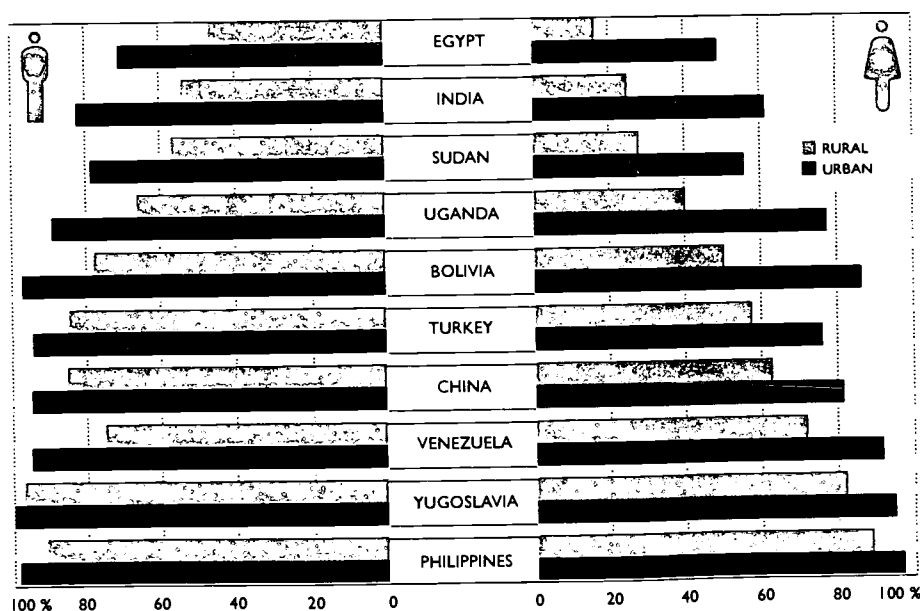 EGYPT
INDIA
SUDAN
RURAL
URBAN
UGANDA
BOLIVIA
TURKEY
CHINA
VENEZUELA
YUGOSLAVIA
PHILIPPINES
100 % 80 60 40 20 0 0 20 40 60 80 100 %